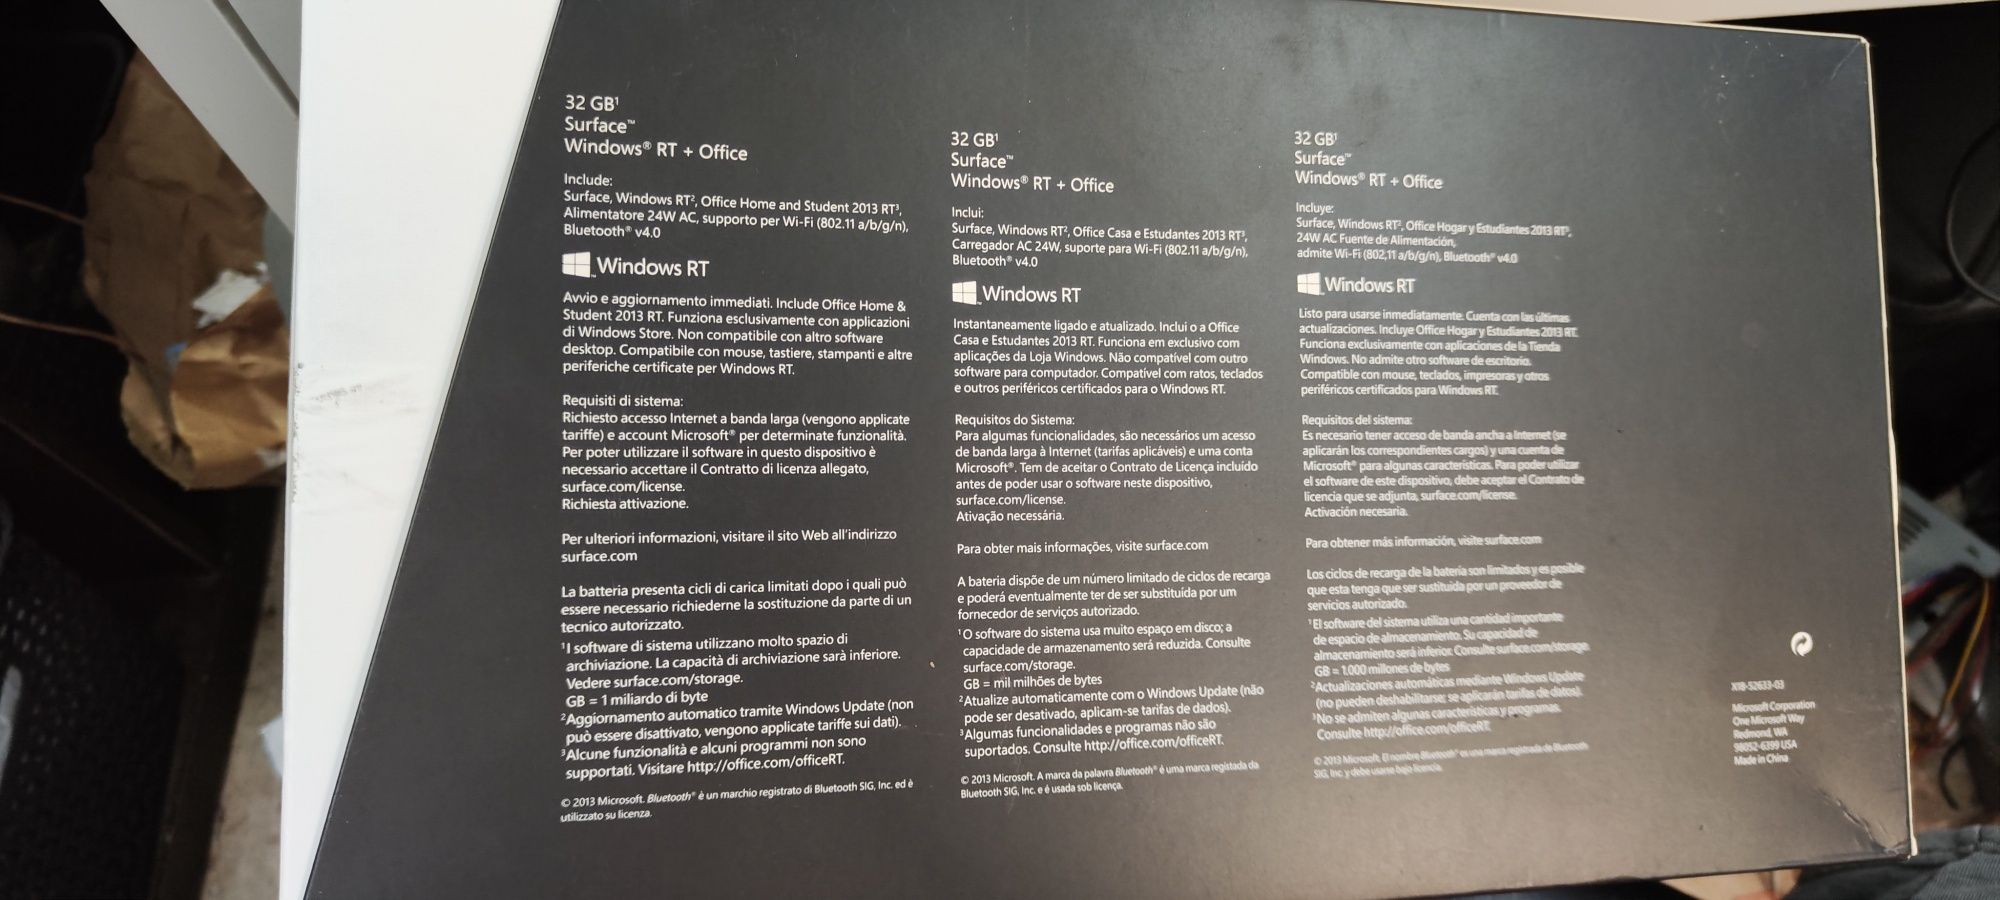 32 GB¹
Surface™
Windows® RT + Office
Include:
Surface, Windows RT², Office Home and Student 2013 RT³,
Alimentatore 24W AC, supporto per Wi-Fi (802.11 a/b/g/n),
Bluetooth® v4.0
Windows RT
Avvio e aggiornamento immediati. Include Office Home &
Student 2013 RT. Funziona esclusivamente con applicazioni
di Windows Store. Non compatibile con altro software
desktop. Compatibile con mouse, tastiere, stampanti e altre
periferiche certificate per Windows RT.
Requisiti di sistema:
Richiesto accesso Internet a banda larga (vengono applicate
tariffe) e account Microsoft® per determinate funzionalità.
Per poter utilizzare il software in questo dispositivo è
necessario accettare il Contratto di licenza allegato,
surface.com/license.
Richiesta attivazione.
Per ulteriori informazioni, visitare il sito Web all'indirizzo
surface.com
La batteria presenta cicli di carica limitati dopo i quali può
essere necessario richiederne la sostituzione da parte di un
tecnico autorizzato.
¹I software di sistema utilizzano molto spazio di
archiviazione. La capacità di archiviazione sarà inferiore.
Vedere surface.com/storage.
GB = 1 miliardo di byte
²Aggiornamento automatico tramite Windows Update (non
può essere disattivato, vengono applicate tariffe sui dati).
³Alcune funzionalità e alcuni programmi non sono
supportati. Visitare http://office.com/officeRT.
© 2013 Microsoft. Bluetooth® è un marchio registrato di Bluetooth SIG, Inc. ed è
utilizzato su licenza.
32 GB¹
Surface™
Windows® RT + Office
Inclui:
Surface, Windows RT², Office Casa e Estudantes 2013 RT³,
Carregador AC 24W, suporte para Wi-Fi (802.11 a/b/g/n),
Bluetooth® v4.0
Windows RT
Instantaneamente ligado e atualizado. Inclui o a Office
Casa e Estudantes 2013 RT. Funciona em exclusivo com
aplicações da Loja Windows. Não compatível com outro
software para computador. Compatível com ratos, teclados
e outros periféricos certificados para o Windows RT.
Requisitos do Sistema:
Para algumas funcionalidades, são necessários um acesso
de banda larga à Internet (tarifas aplicáveis) e uma conta
Microsoft®. Tem de aceitar o Contrato de Licença incluído
antes de poder usar o software neste dispositivo,
surface.com/license.
Ativação necessária.
Para obter mais informações, visite surface.com
A bateria dispõe de um número limitado de ciclos de recarga
e poderá eventualmente ter de ser substituída por um
fornecedor de serviços autorizado.
¹O software do sistema usa muito espaço em disco; a
capacidade de armazenamento será reduzida. Consulte
surface.com/storage.
GB = mil milhões de bytes
²Atualize automaticamente com o Windows Update (não
pode ser desativado, aplicam-se tarifas de dados).
³Algumas funcionalidades e programas não são
suportados. Consulte http://office.com/officeRT.
© 2013 Microsoft. A marca da palavra Bluetooth® é uma marca registada da
Bluetooth SIG, Inc. e é usada sob licença.
32 GB¹
Surface™
Windows® RT + Office
Incluye:
Surface, Windows RT², Office Hogar y Estudiantes 2013 RT³,
24W AC Fuente de Alimentación,
admite Wi-Fi (802,11 a/b/g/n), Bluetooth® v4.0
Windows RT
Listo para usarse inmediatamente. Cuenta con las últimas
actualizaciones. Incluye Office Hogar y Estudiantes 2013 RT.
Funciona exclusivamente con aplicaciones de la Tienda
Windows. No admite otro software de escritorio.
Compatible con mouse, teclados, impresoras y otros
periféricos certificados para Windows RT.
Requisitos del sistema:
Es necesario tener acceso de banda ancha a Internet (se
aplicarán los correspondientes cargos) y una cuenta de
Microsoft® para algunas características. Para poder utilizar
el software de este dispositivo, debe aceptar el Contrato de
licencia que se adjunta, surface.com/license.
Activación necesaria.
Para obtener más información, visite surface.com
Los ciclos de recarga de la batería son limitados y es posible
que esta tenga que ser sustituida por un proveedor de
servicios autorizado.
¹El software del sistema utiliza una cantidad importante
de espacio de almacenamiento. Su capacidad de
almacenamiento será inferior. Consulte surface.com/storage.
GB = 1.000 millones de bytes
²Actualizaciones automáticas mediante Windows Update
(no pueden deshabilitarse; se aplicarán tarifas de datos).
³No se admiten algunas características y programas.
Consulte http://office.com/officeRT.
© 2013 Microsoft. El nombre Bluetooth® es una marca registrada de Bluetooth
SIG, Inc. y debe usarse bajo licencia.
X18-52633-03
Microsoft Corporation
One Microsoft Way
Redmond, WA
98052-6399 USA
Made in China